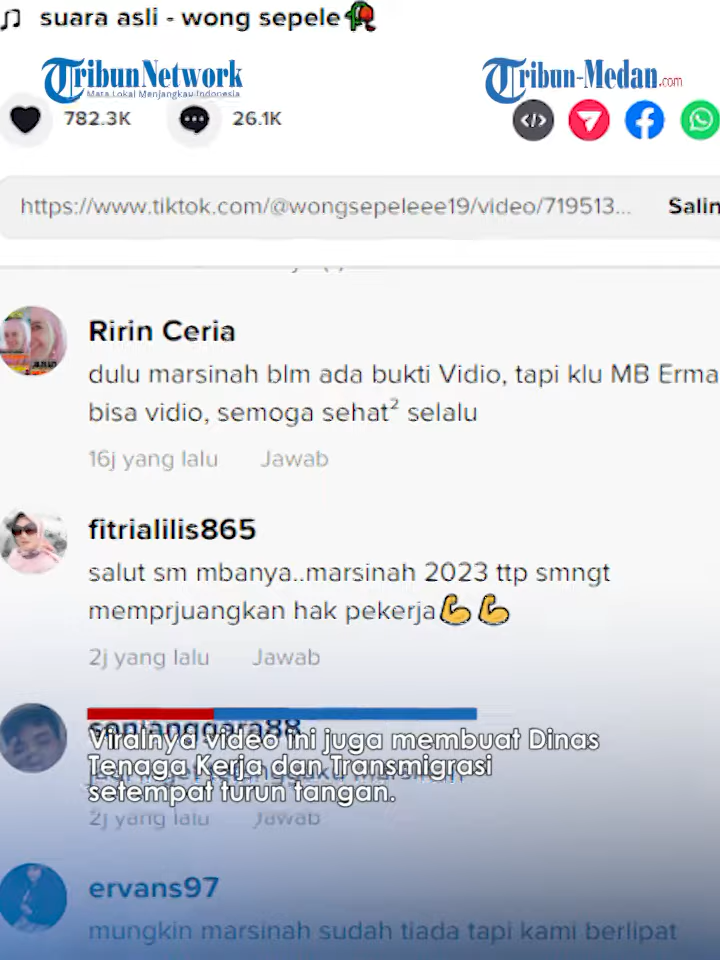 suara asli - wong sepele
TribunNetwork
Mata Lokal Menjangkau Indonesia
Tribun-Medan.com
782.3K
26.1K
https://www.tiktok.com/@wongsepeleee19/video/719513...
Salin
Ririn Ceria
dulu marsinah blm ada bukti Vidio, tapi klu MB Erma
bisa vidio, semoga sehat² selalu
16j yang lalu Jawab
fitrialilis865
salut sm mbanya..marsinah 2023 ttp smngt
memprjuangkan hak pekerja💪💪
2j yang lalu Jawab
Viralnya video ini juga membuat Dinas
Tenaga Kerja dan Transmigrasi
setempat turun tangan.
2j yang lalu Jawab
ervans97
mungkin marsinah sudah tiada tapi kami berlipat